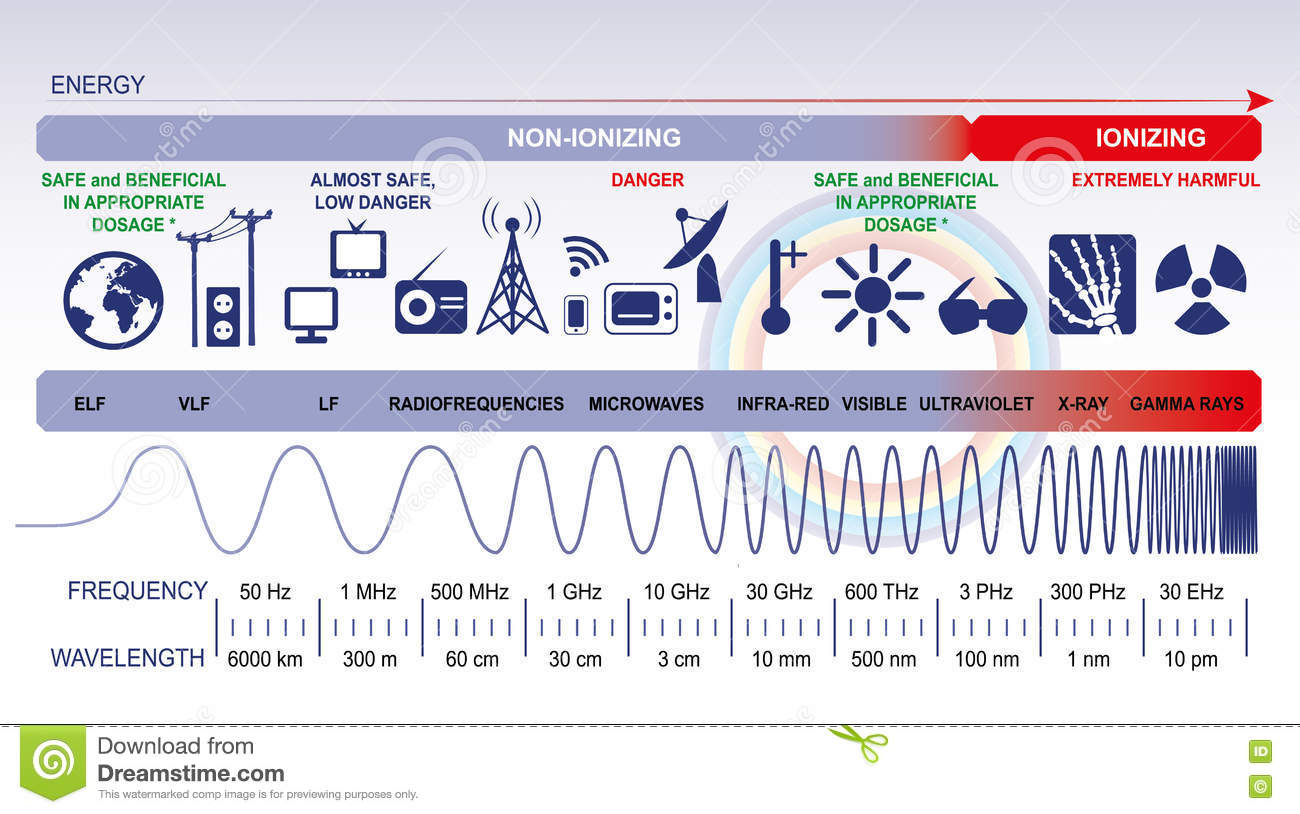 ENERGY
NON-IONIZING
IONIZING
SAFE and BENEFICIAL
IN APPROPRIATE
DOSAGE *
ALMOST SAFE,
LOW DANGER
DANGER
SAFE and BENEFICIAL
IN APPROPRIATE
DOSAGE *
EXTREMELY HARMFUL
ELF VLF LF RADIOFREQUENCIES MICROWAVES INFRA-RED VISIBLE ULTRAVIOLET X-RAY GAMMA RAYS
FREQUENCY 50 Hz 1 MHz 500 MHz 1 GHz 10 GHz 30 GHz 600 THz 3 PHz 300 PHz 30 EHz
WAVELENGTH 6000 km 300 m 60 cm 30 cm 3 cm 10 mm 500 nm 100 nm 1 nm 10 pm
Download from
Dreamstime.com
This watermarked comp image is for previewing purposes only.
ID
©